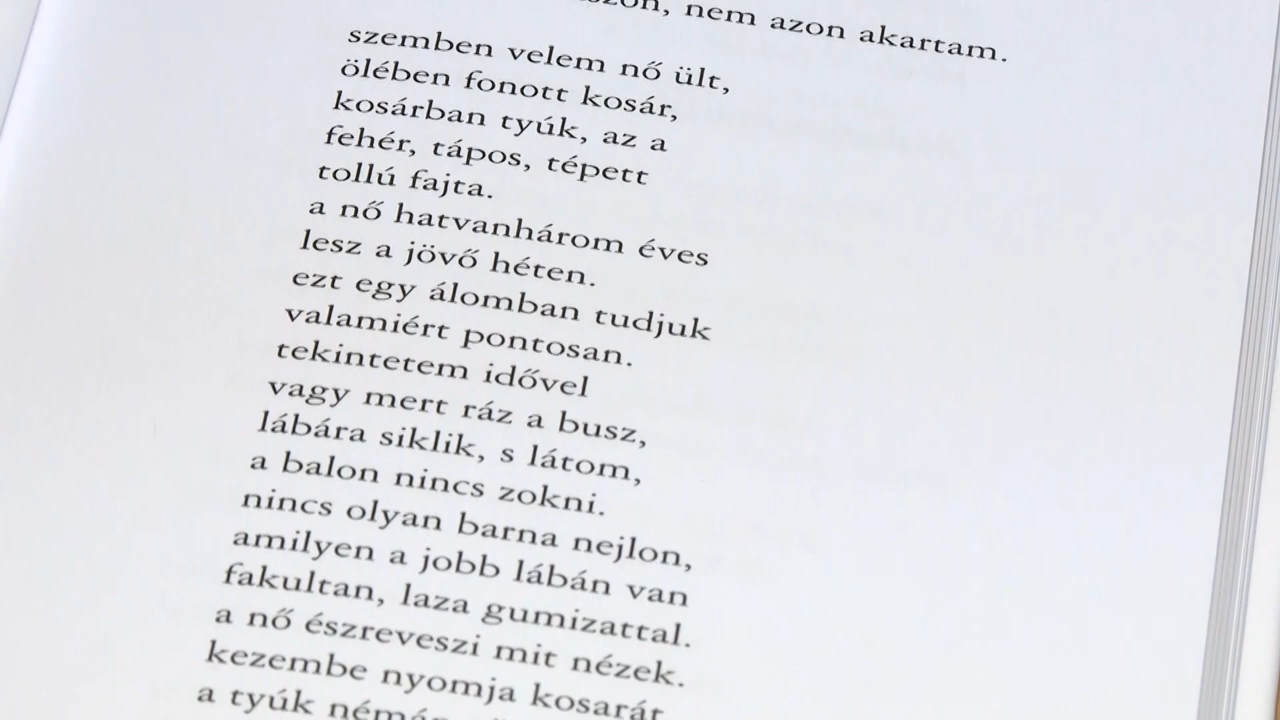 nem azon akartam.
szemben velem nő ült,
ölében fonott kosár,
kosárban tyúk, az a
fehér, tápos, tépett
tollú fajta.
a nő hatvanhárom éves
lesz a jövő héten.
ezt egy álomban tudjuk
valamiért pontosan.
tekintetem idővel
vagy mert ráz a busz,
lábára siklik, s látom,
a balon nincs zokni.
nincs olyan barna nejlon,
amilyen a jobb lábán van
fakultan, laza gumizattal.
a nő észreveszi mit nézek.
kezembe nyomja kosarát
a tyúk